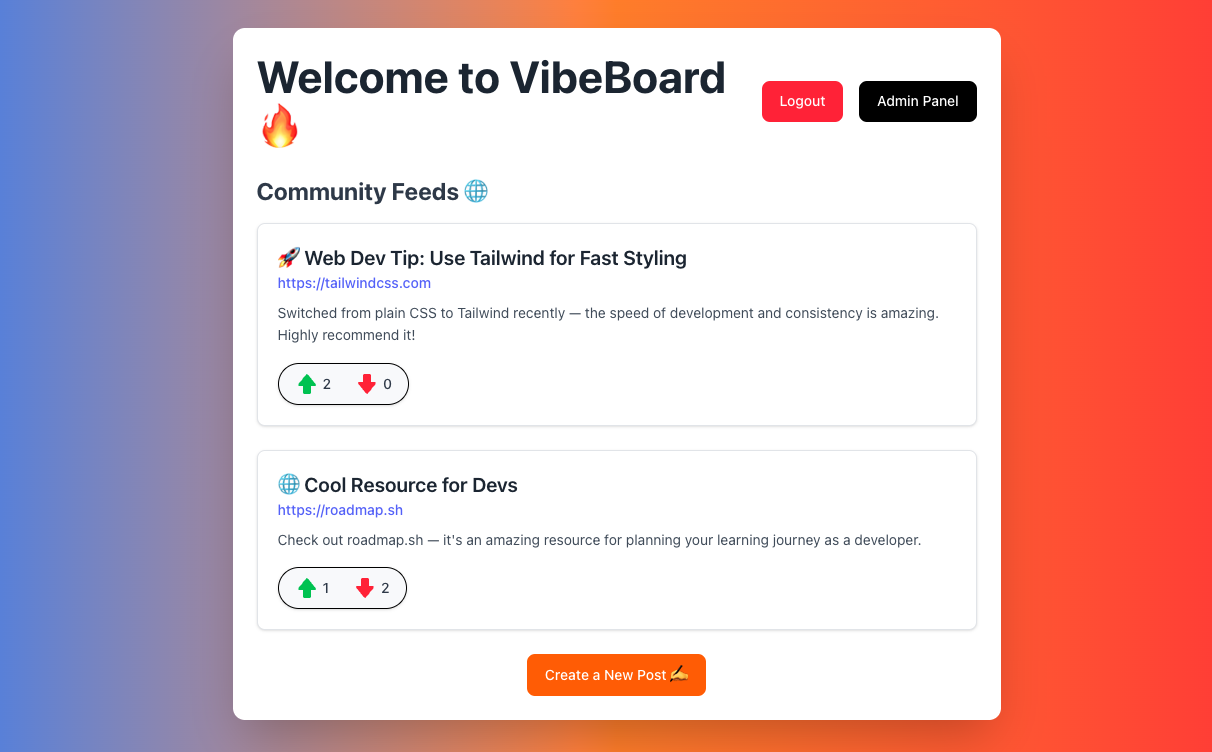 Welcome to VibeBoard
🔥
Logout
Admin Panel
Community Feeds 🌐
🚀 Web Dev Tip: Use Tailwind for Fast Styling
https://tailwindcss.com
Switched from plain CSS to Tailwind recently — the speed of development and consistency is amazing.
Highly recommend it!
2 0
🌐 Cool Resource for Devs
https://roadmap.sh
Check out roadmap.sh — it's an amazing resource for planning your learning journey as a developer.
1 2
Create a New Post ✍️